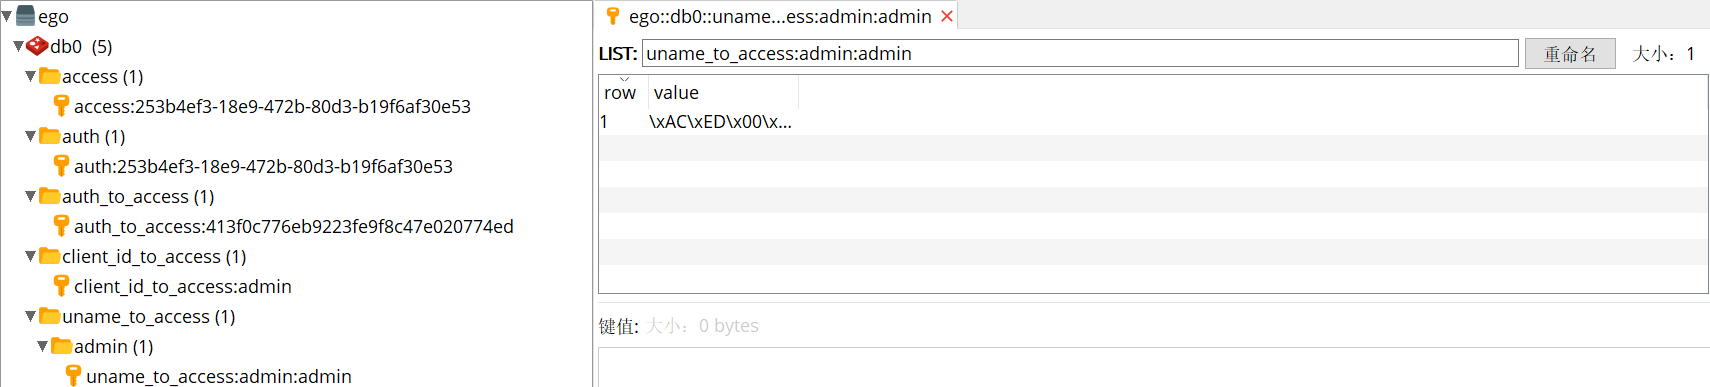 ego
db0 (5)
access (1)
access:253b4ef3-18e9-472b-80d3-b19f6af30e53
auth (1)
auth:253b4ef3-18e9-472b-80d3-b19f6af30e53
auth_to_access (1)
auth_to_access:413f0c776eb9223fe9f8c47e020774ed
client_id_to_access (1)
client_id_to_access:admin
uname_to_access (1)
admin (1)
uname_to_access:admin:admin
ego::db0::uname...ess:admin:admin
LIST: uname_to_access:admin:admin 重命名 大小：1
row value
1 \xAC\xED\x00\x...
键值: 大小：0 bytes